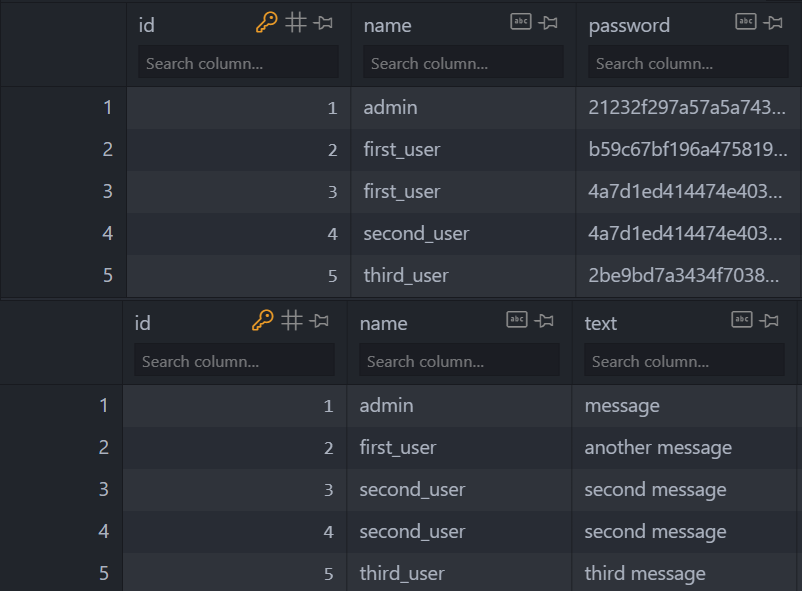 id name password
Search column... Search column... Search column...
1 1 admin 21232f297a57a5a743...
2 2 first_user b59c67bf196a475819...
3 3 first_user 4a7d1ed414474e403...
4 4 second_user 4a7d1ed414474e403...
5 5 third_user 2be9bd7a3434f7038...
id name text
Search column... Search column... Search column...
1 1 admin message
2 2 first_user another message
3 3 second_user second message
4 4 second_user second message
5 5 third_user third message